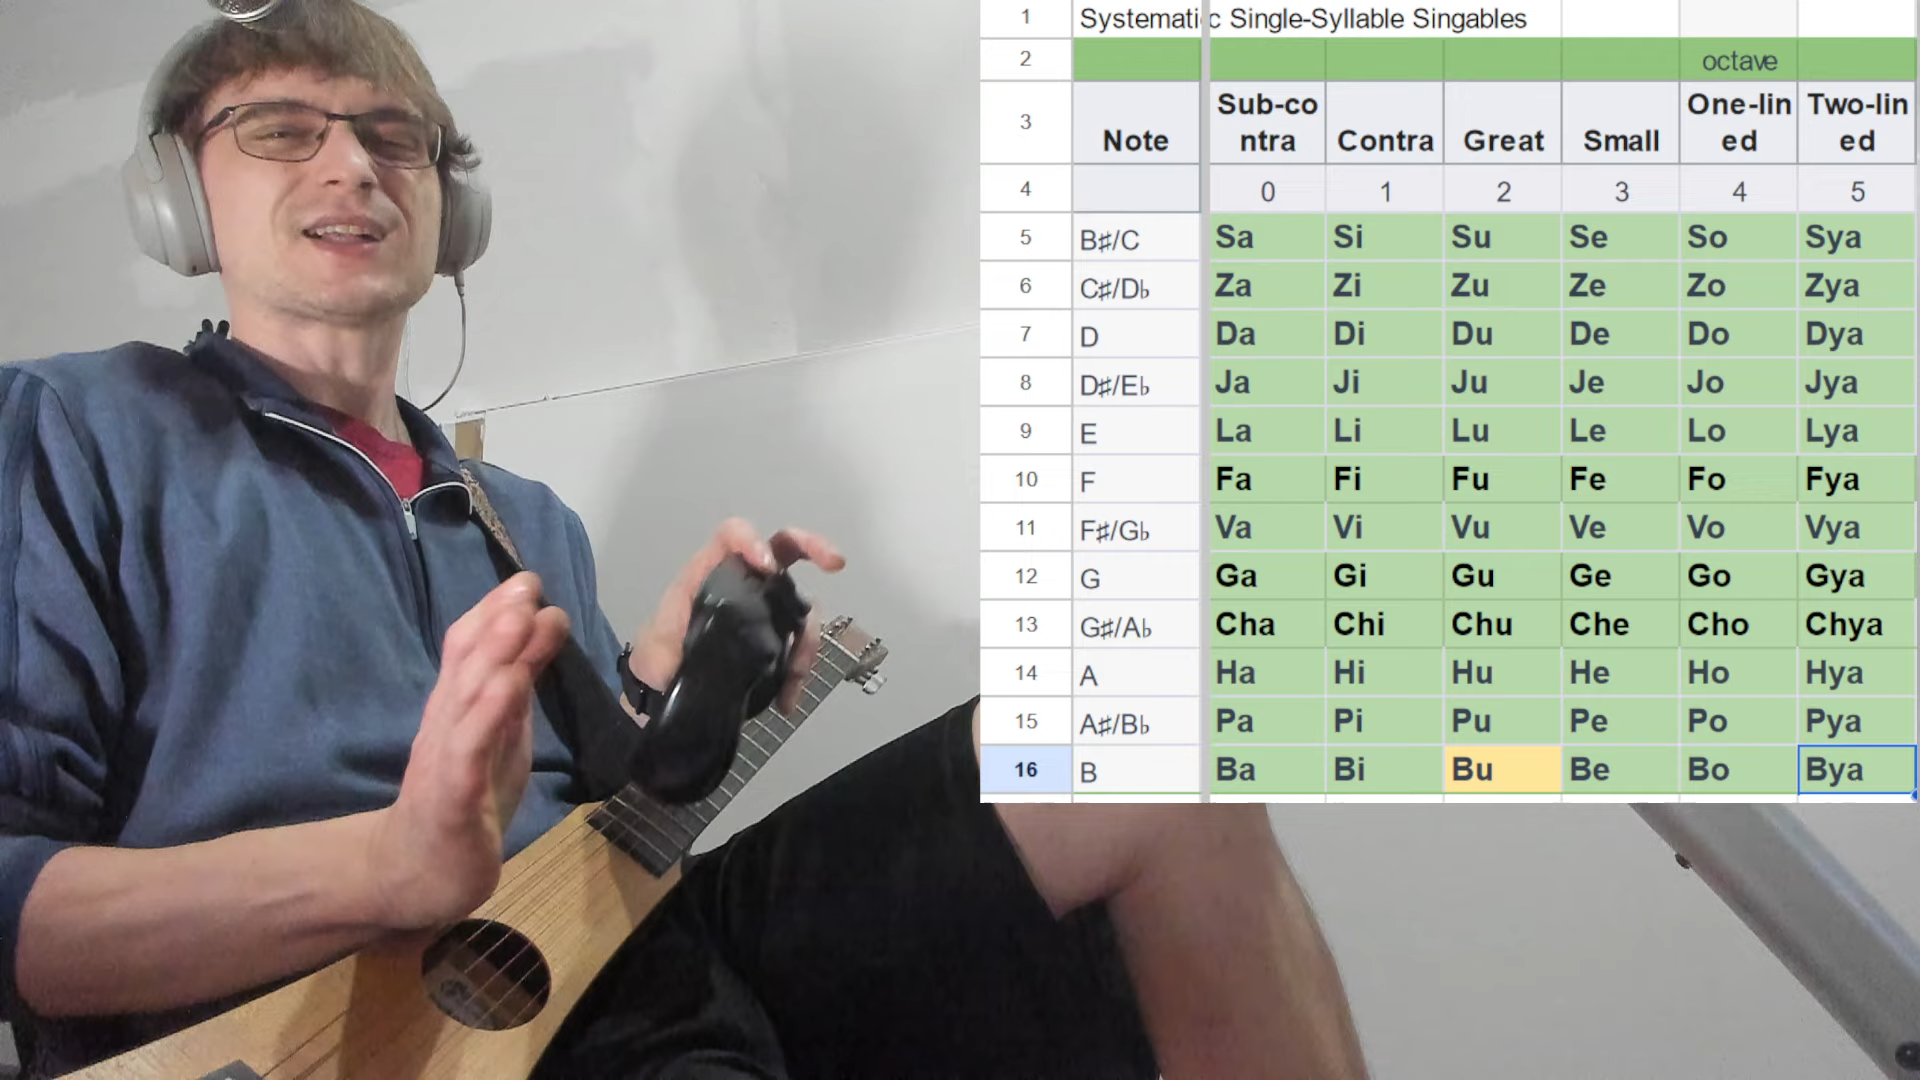 1 Systematic Single-Syllable Singables
2 octave
3 Note Sub-contra Contra Great Small One-lined Two-lined
4 0 1 2 3 4 5
5 B♯/C Sa Si Su Se So Sya
6 C♯/D♭ Za Zi Zu Ze Zo Zya
7 D Da Di Du De Do Dya
8 D♯/E♭ Ja Ji Ju Je Jo Jya
9 E La Li Lu Le Lo Lya
10 F Fa Fi Fu Fe Fo Fya
11 F♯/G♭ Va Vi Vu Ve Vo Vya
12 G Ga Gi Gu Ge Go Gya
13 G♯/A♭ Cha Chi Chu Che Cho Chya
14 A Ha Hi Hu He Ho Hya
15 A♯/B♭ Pa Pi Pu Pe Po Pya
16 B Ba Bi Bu Be Bo Bya